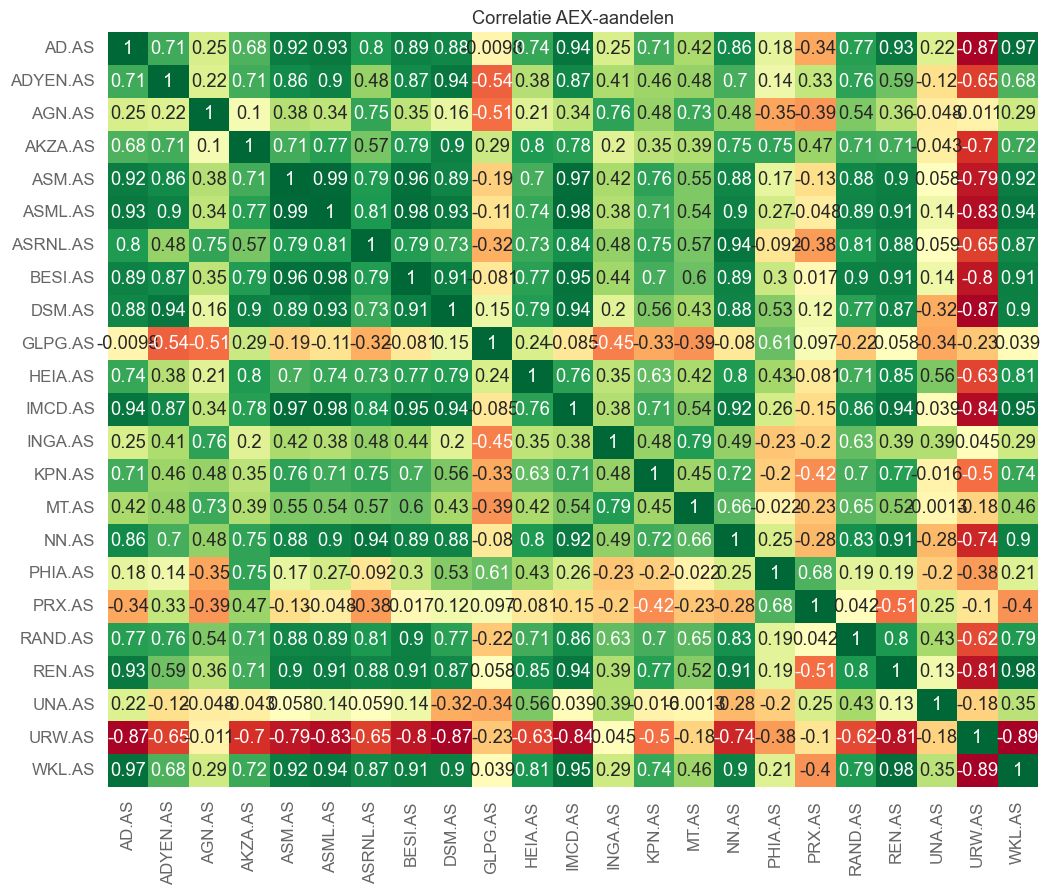 Correlatie AEX-aandelen
AD.AS 1 0.71 0.25 0.68 0.92 0.93 0.8 0.89 0.88 0.74 0.94 0.25 0.71 0.42 0.86 0.18 -0.34 0.77 0.93 0.22 -0.87 0.97
ADYEN.AS 0.71 1 0.22 0.71 0.86 0.9 0.48 0.87 0.94 -0.54 0.38 0.87 0.41 0.46 0.48 0.7 0.14 0.33 0.76 0.59 -0.12 -0.65 0.68
AGN.AS 0.25 0.22 1 0.1 0.38 0.34 0.75 0.35 0.16 -0.51 0.21 0.34 0.76 0.48 0.73 0.48 -0.35 -0.39 0.54 0.36 -0.048 -0.011 0.29
AKZA.AS 0.68 0.71 0.1 1 0.71 0.77 0.57 0.79 0.9 0.29 0.8 0.78 0.2 0.35 0.39 0.75 0.75 0.47 0.71 0.71 -0.043 -0.7 0.72
ASM.AS 0.92 0.86 0.38 0.71 1 0.99 0.79 0.96 0.89 -0.19 0.7 0.97 0.42 0.76 0.55 0.88 0.17 -0.13 0.88 0.9 0.058 -0.79 0.92
ASML.AS 0.93 0.9 0.34 0.77 0.99 1 0.81 0.98 0.93 -0.11 0.74 0.98 0.38 0.71 0.54 0.9 0.27 -0.048 0.89 0.91 0.14 -0.83 0.94
ASRNL.AS 0.8 0.48 0.75 0.57 0.79 0.81 1 0.79 0.73 -0.32 0.73 0.84 0.48 0.75 0.57 0.94 -0.092 -0.38 0.81 0.88 0.059 -0.65 0.87
BESI.AS 0.89 0.87 0.35 0.79 0.96 0.98 0.79 1 0.91 -0.081 0.77 0.95 0.44 0.7 0.6 0.89 0.3 0.017 0.9 0.91 0.14 -0.8 0.91
DSM.AS 0.88 0.94 0.16 0.9 0.89 0.93 0.73 0.91 1 0.15 0.79 0.94 0.2 0.56 0.43 0.88 0.53 0.12 0.77 0.87 -0.32 -0.87 0.9
GLPG.AS -0.54 -0.51 0.29 -0.19 -0.11 -0.32 -0.081 0.15 1 0.24 -0.085 -0.45 -0.33 -0.39 -0.08 0.61 0.097 -0.22 0.058 -0.34 -0.23 0.039
HEIA.AS 0.74 0.38 0.21 0.8 0.7 0.74 0.73 0.77 0.79 0.24 1 0.76 0.35 0.63 0.42 0.8 0.43 -0.081 0.71 0.85 0.56 -0.63 0.81
IMCD.AS 0.94 0.87 0.34 0.78 0.97 0.98 0.84 0.95 0.94 -0.085 0.76 1 0.38 0.71 0.54 0.92 0.26 -0.15 0.86 0.94 0.039 -0.84 0.95
INGA.AS 0.25 0.41 0.76 0.2 0.42 0.38 0.48 0.44 0.2 -0.45 0.35 0.38 1 0.48 0.79 0.49 -0.23 -0.2 0.63 0.39 0.39 0.045 0.29
KPN.AS 0.71 0.46 0.48 0.35 0.76 0.71 0.75 0.7 0.56 -0.33 0.63 0.71 0.48 1 0.45 0.72 -0.2 -0.42 0.7 0.77 -0.016 -0.5 0.74
MT.AS 0.42 0.48 0.73 0.39 0.55 0.54 0.57 0.6 0.43 -0.39 0.42 0.54 0.79 0.45 1 0.66 -0.022 -0.23 0.65 0.52 -0.0013 -0.18 0.46
NN.AS 0.86 0.7 0.48 0.75 0.88 0.9 0.94 0.89 0.88 -0.08 0.8 0.92 0.49 0.72 0.66 1 0.25 -0.28 0.83 0.91 -0.28 -0.74 0.9
PHIA.AS 0.18 0.14 -0.35 0.75 0.17 0.27 -0.092 0.3 0.53 0.61 0.43 0.26 -0.23 -0.2 -0.022 0.25 1 0.68 0.19 0.19 -0.2 -0.38 0.21
PRX.AS -0.34 0.33 -0.39 0.47 -0.13 -0.048 -0.38 0.017 0.12 0.097 -0.081 -0.15 -0.2 -0.42 -0.23 -0.28 0.68 1 0.042 -0.51 0.25 -0.1 -0.4
RAND.AS 0.77 0.76 0.54 0.71 0.88 0.89 0.81 0.9 0.77 -0.22 0.71 0.86 0.63 0.7 0.65 0.83 0.19 0.042 1 0.8 0.43 -0.62 0.79
REN.AS 0.93 0.59 0.36 0.71 0.9 0.91 0.88 0.91 0.87 0.058 0.85 0.94 0.39 0.77 0.52 0.91 0.19 -0.51 0.8 1 0.13 -0.81 0.98
UNA.AS 0.22 -0.12 -0.048 -0.043 0.058 0.14 0.059 0.14 -0.32 -0.34 0.56 0.039 0.39 -0.016 -0.0013 -0.28 -0.2 0.25 0.43 0.13 1 -0.18 0.35
URW.AS -0.87 -0.65 -0.011 -0.7 -0.79 -0.83 -0.65 -0.8 -0.87 -0.23 -0.63 -0.84 0.045 -0.5 -0.18 -0.74 -0.38 -0.1 -0.62 -0.81 -0.18 1 -0.89
WKL.AS 0.97 0.68 0.29 0.72 0.92 0.94 0.87 0.91 0.9 0.039 0.81 0.95 0.29 0.74 0.46 0.9 0.21 -0.4 0.79 0.98 0.35 -0.89 1
AD.AS ADYEN.AS AGN.AS AKZA.AS ASM.AS ASML.AS ASRNL.AS BESI.AS DSM.AS GLPG.AS HEIA.AS IMCD.AS INGA.AS KPN.AS MT.AS NN.AS PHIA.AS PRX.AS RAND.AS REN.AS UNA.AS URW.AS WKL.AS